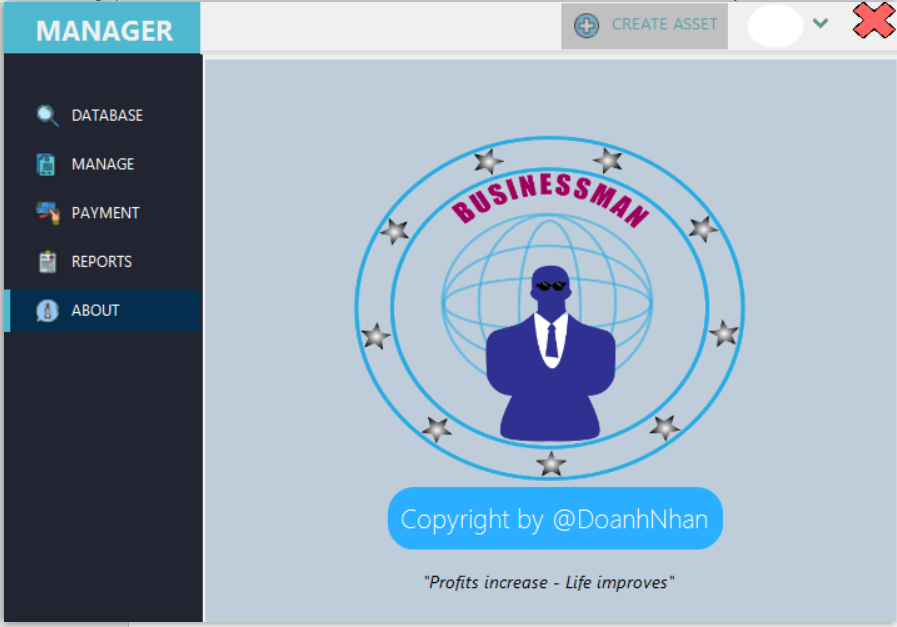 MANAGER
CREATE ASSET
DATABASE
MANAGE
PAYMENT
REPORTS
ABOUT
BUSINESSMAN
Copyright by @DoanhNhan
"Profits increase - Life improves"